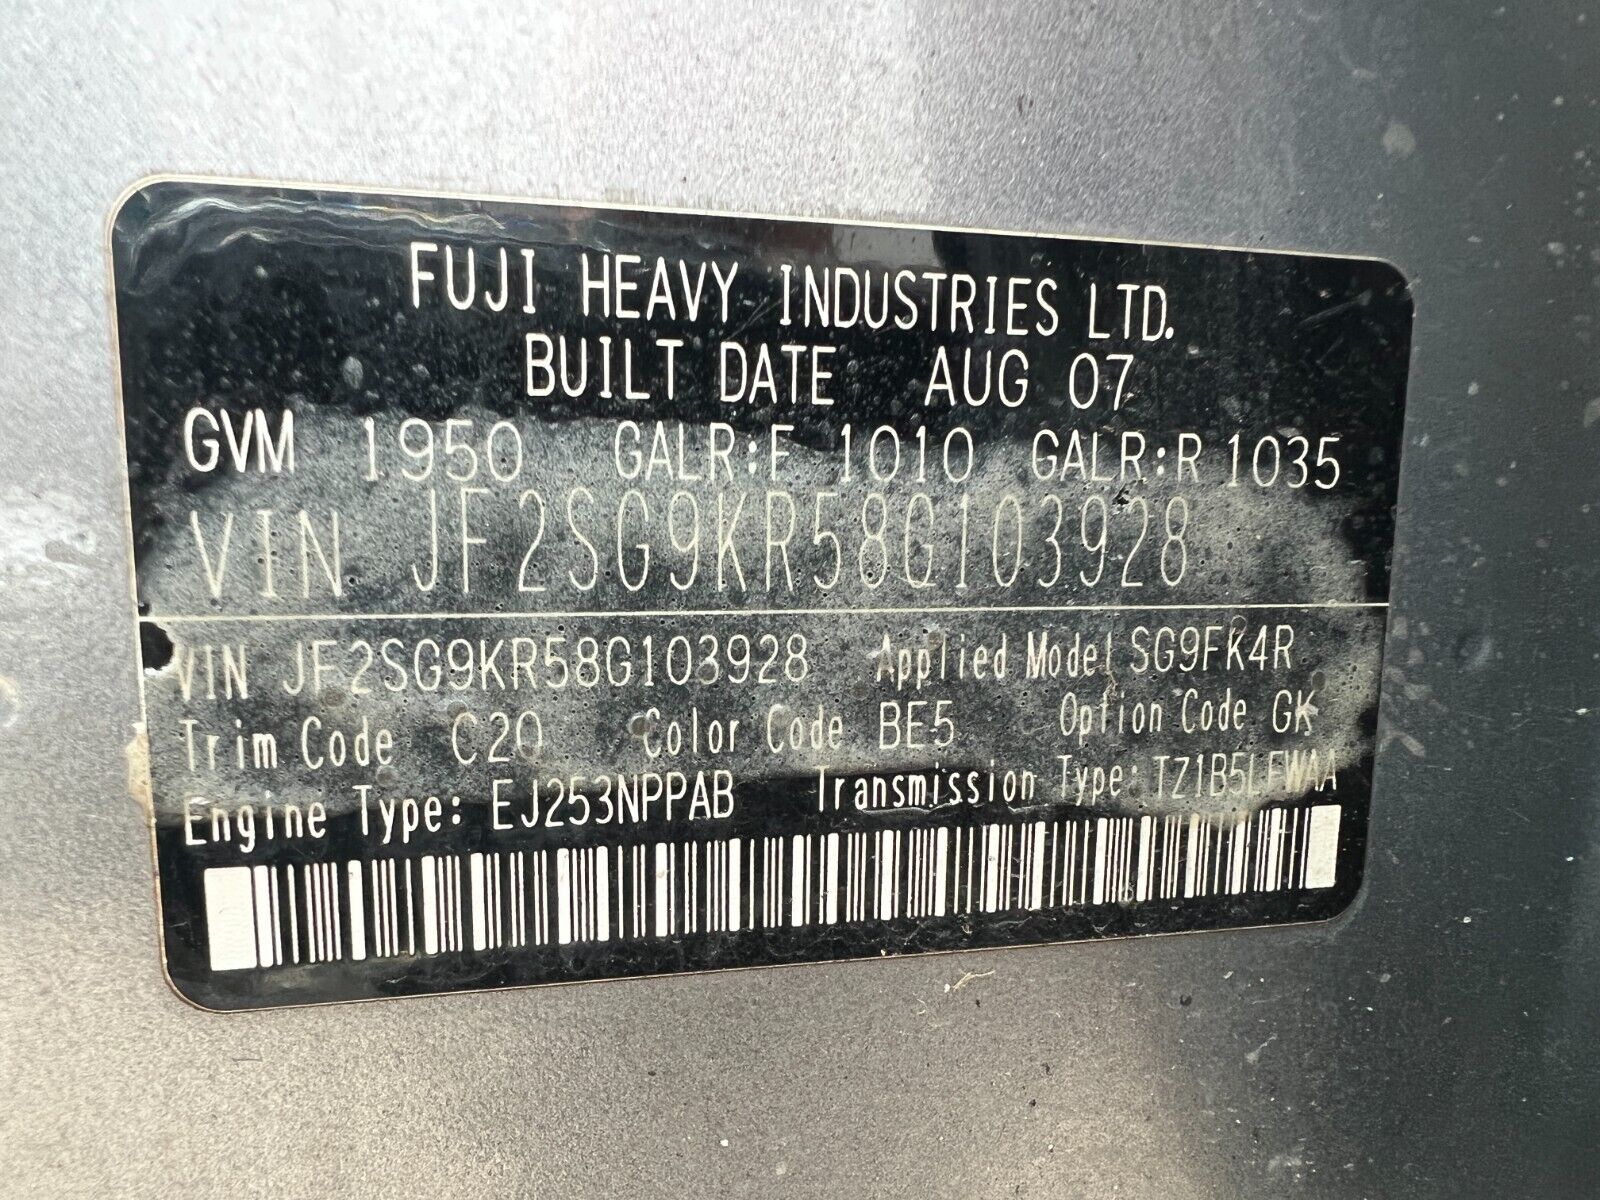 FUJI HEAVY INDUSTRIES LTD.
BUILT DATE AUG 07
GVM 1950 GALR:F 1010 GALR:R 1035
VIN JF2SG9KR58G103928
VIN JF2SG9KR58G103928 Applied Model SG9FK4R
Trim Code C20 Color Code BE5 Option Code GK
Engine Type: EJ253NPPAB Transmission Type: TZ1B5LFWAA